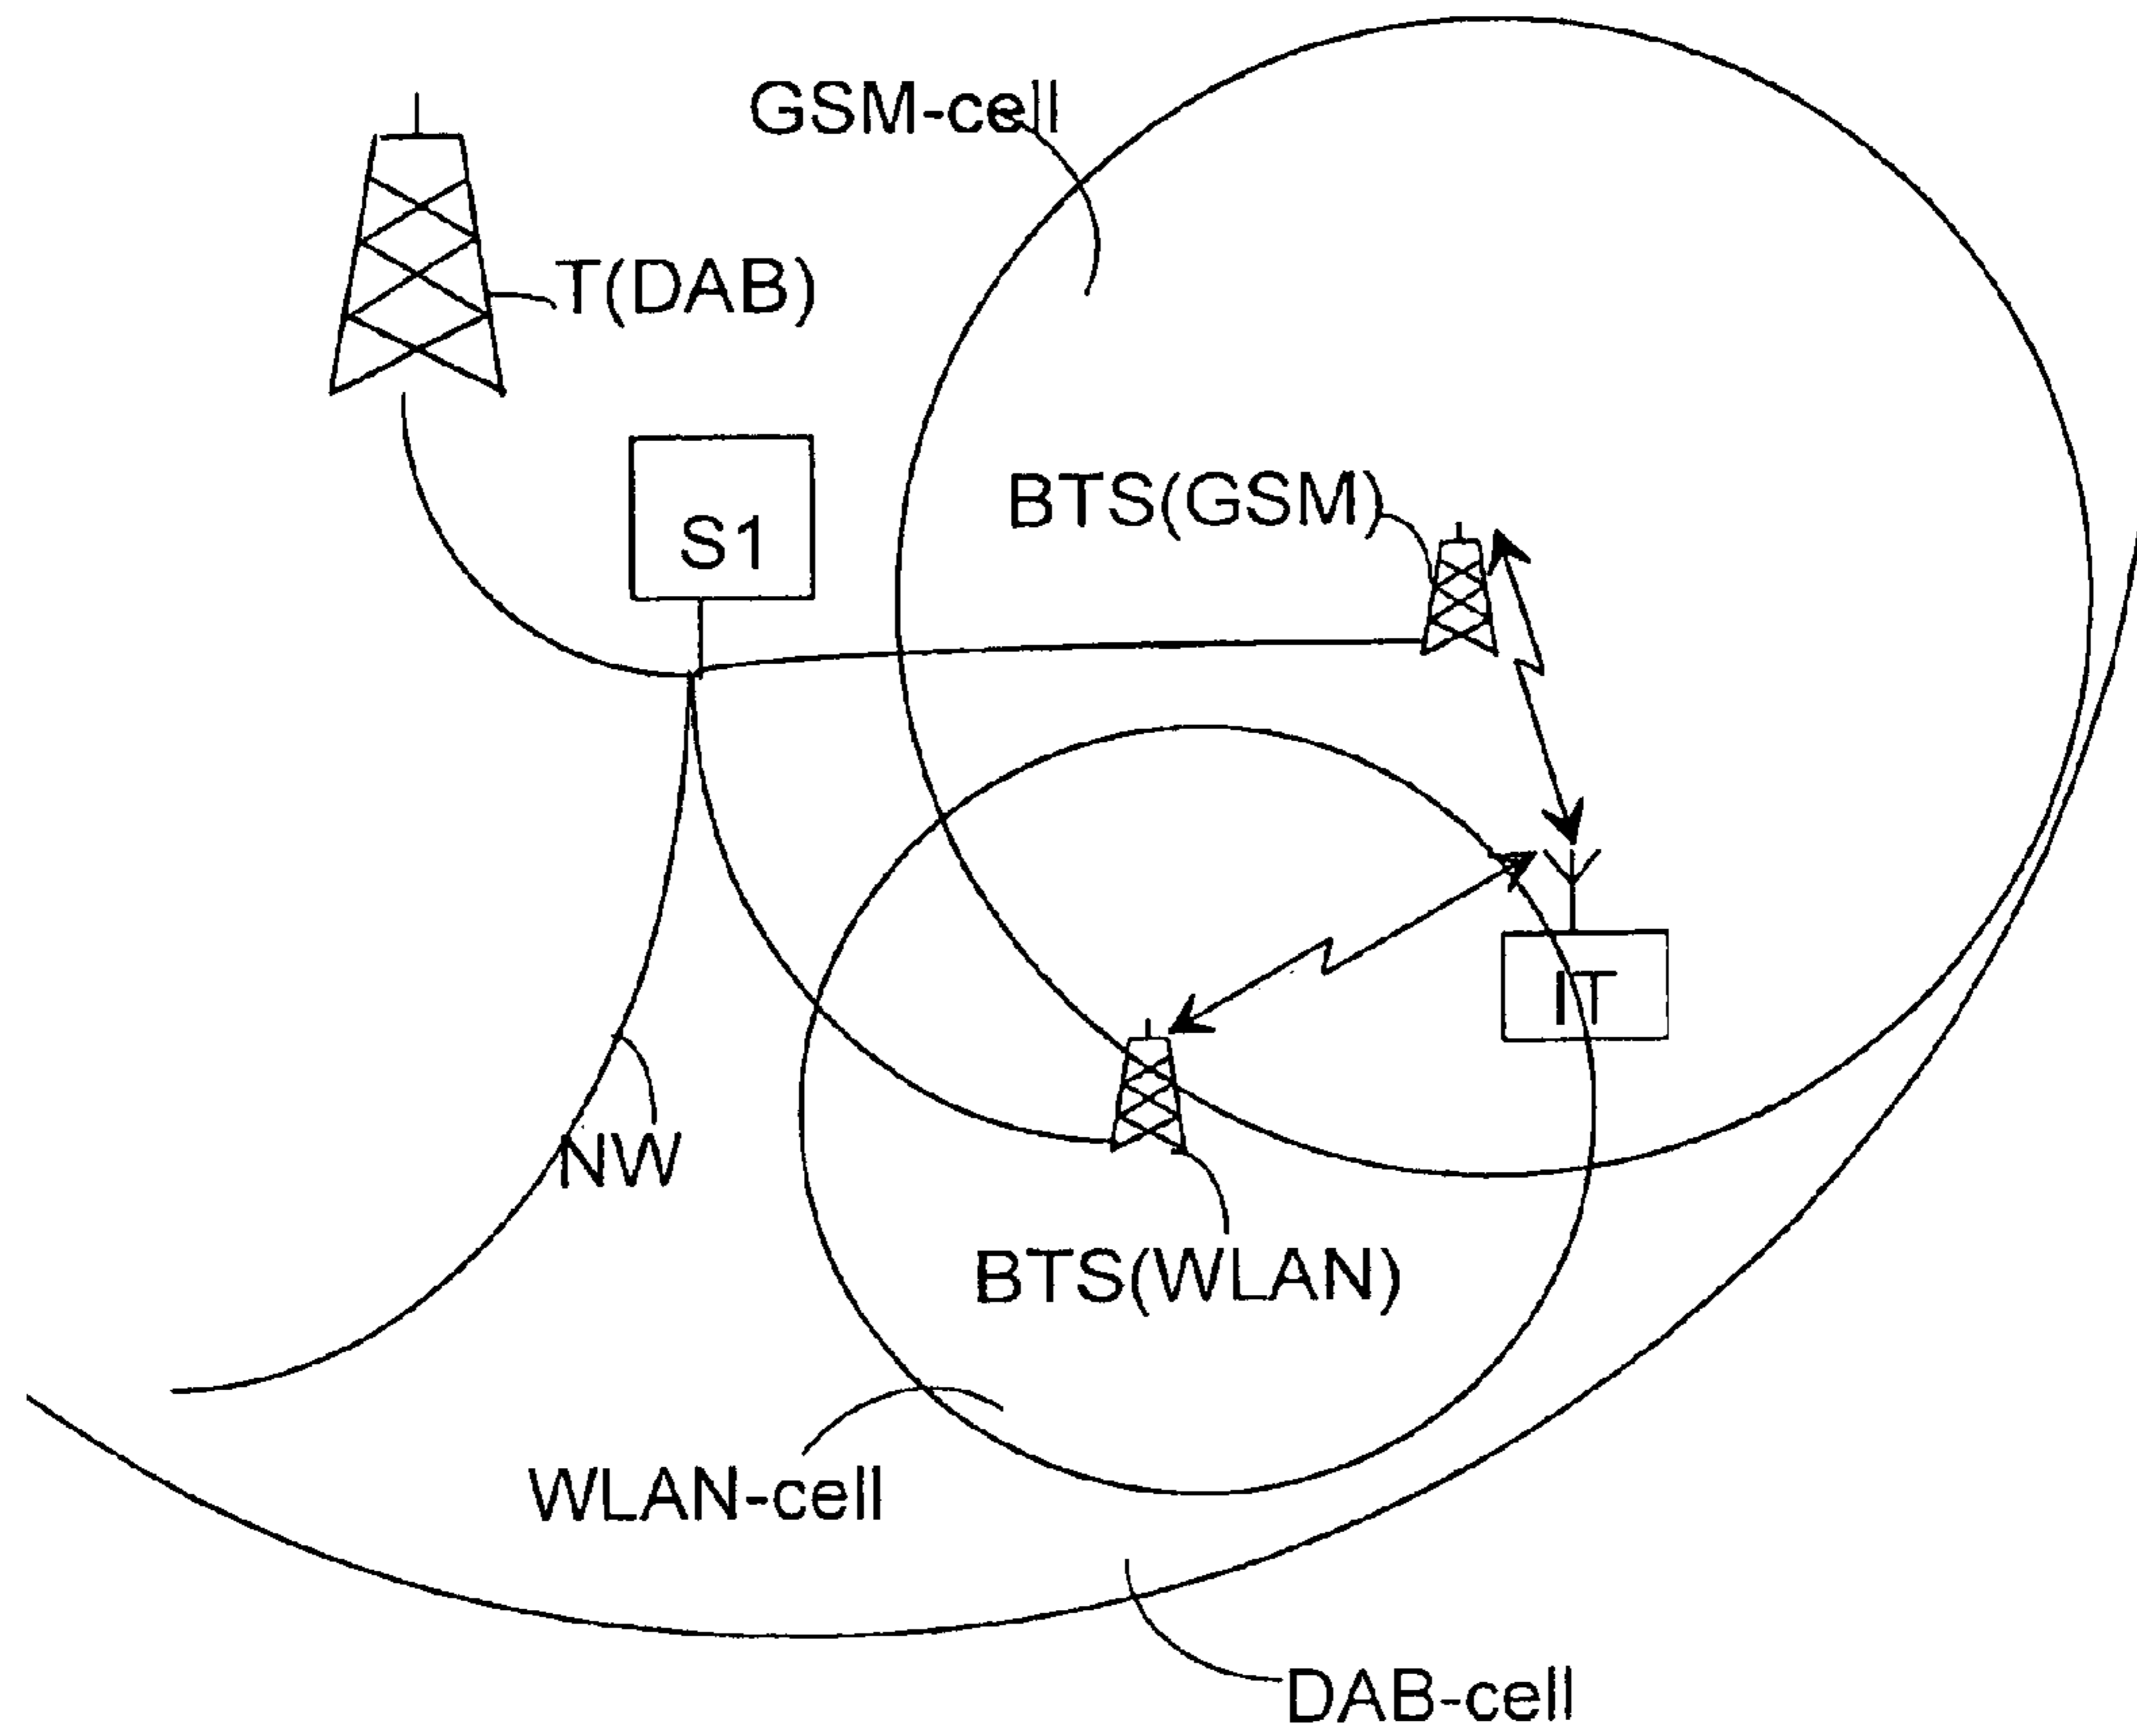 GSM-cell
T(DAB)
BTS(GSM)
S1
IT
NW
BTS(WLAN)
WLAN-cell
DAB-cell